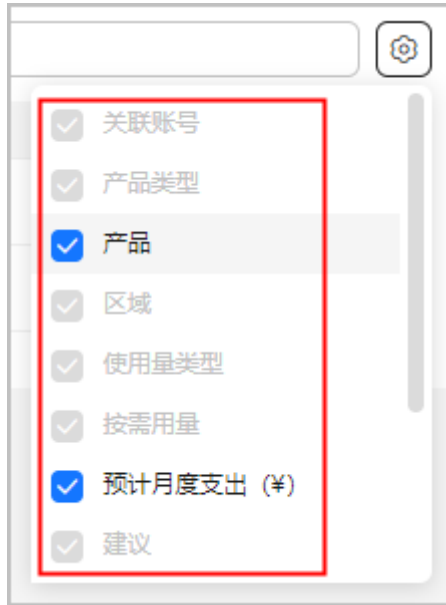 关联账号
产品类型
产品
区域
使用量类型
按需用量
预计月度支出（¥）
建议